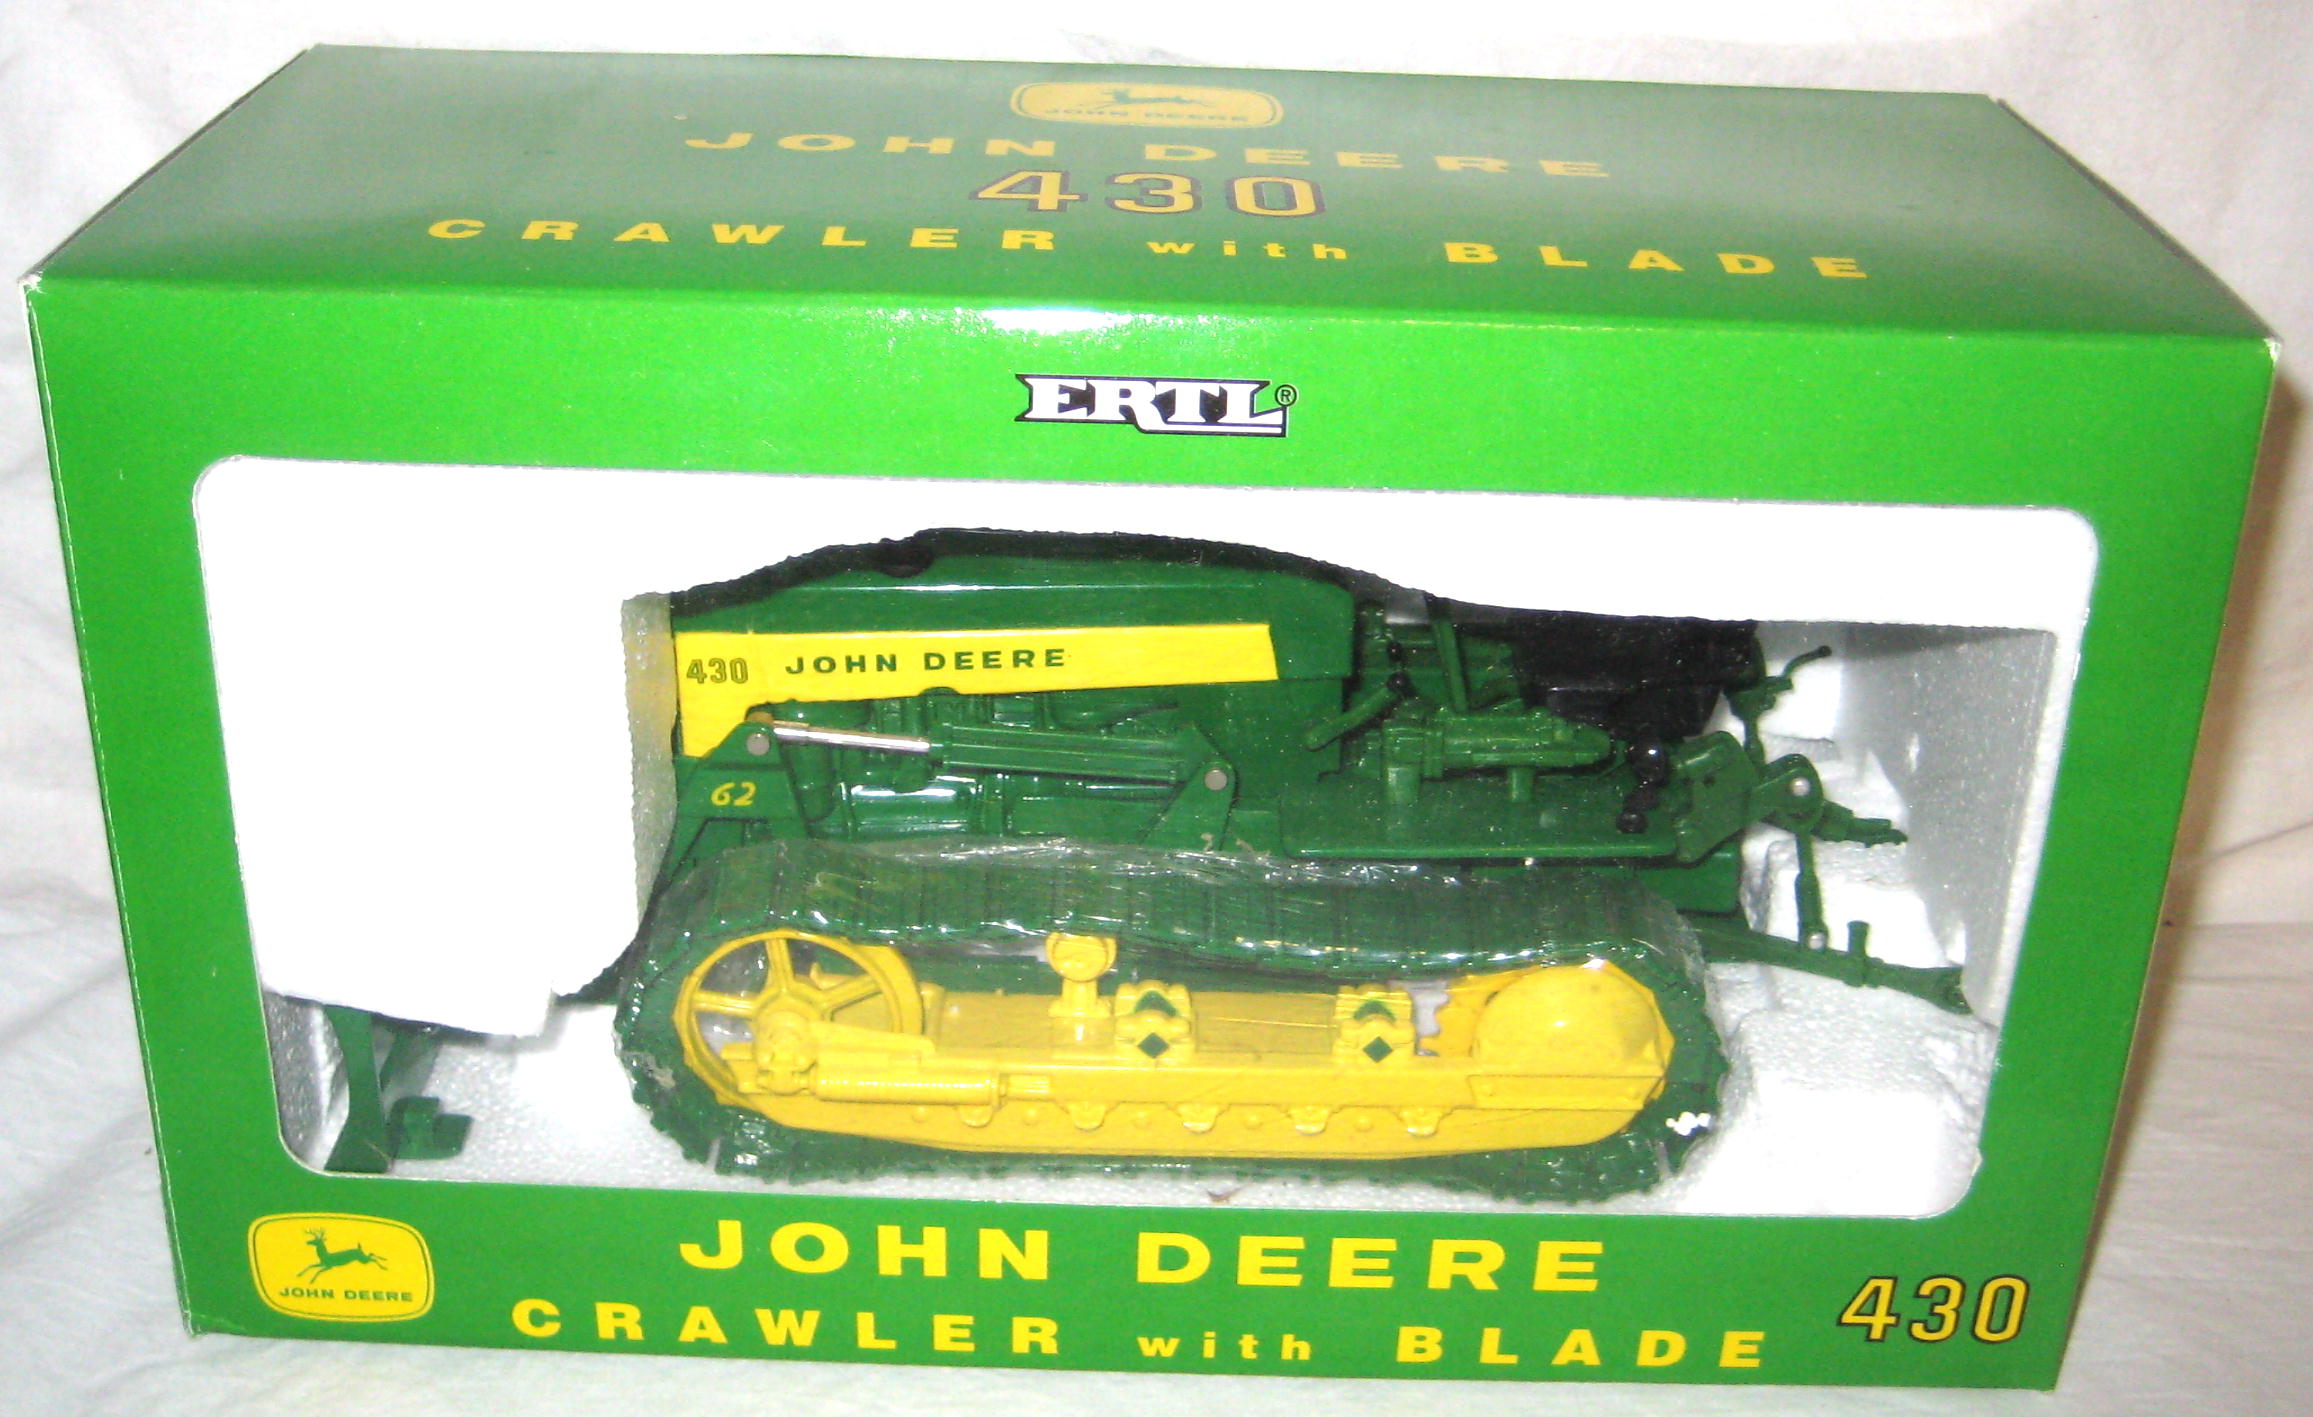 JOHN DEERE
JOHN DEERE
430
CRAWLER with BLADE
ERTL®
430 JOHN DEERE
62
JOHN DEERE
JOHN DEERE
CRAWLER with BLADE
430